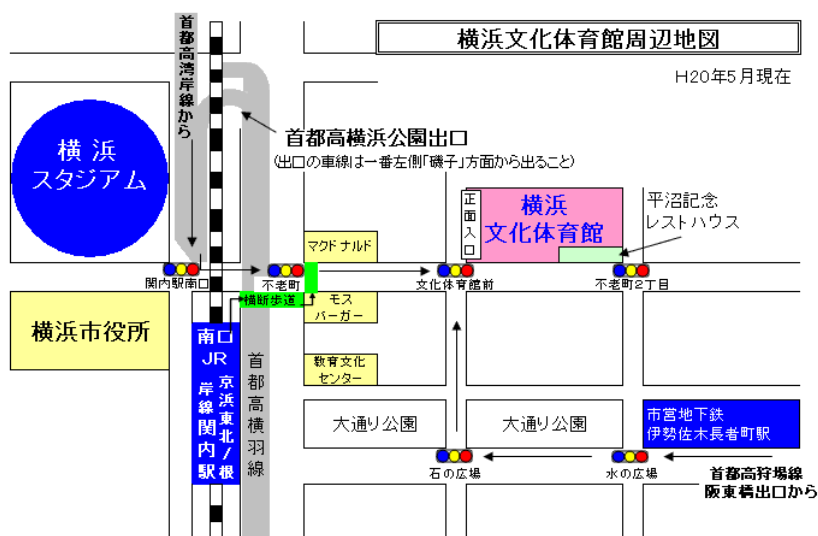 横浜文化体育館周辺地図
H20年5月現在
首都高湾岸線から
横 浜
スタジアム
首都高横浜公園出口
(出口の車線は一番左側「磯子」方面から出ること)
正面入口
横浜
文化体育館
平沼記念
レストハウス
マクドナルド
関内駅南口
不老町
文化体育館前
不老町2丁目
横断歩道
モス
バーガー
横浜市役所
南口
JR
京浜東北/根
岸線関内駅
首都高横羽線
教育文化
センター
大通り公園
大通り公園
市営地下鉄
伊勢佐木長者町駅
石の広場
水の広場
首都高狩場線
阪東橋出口から